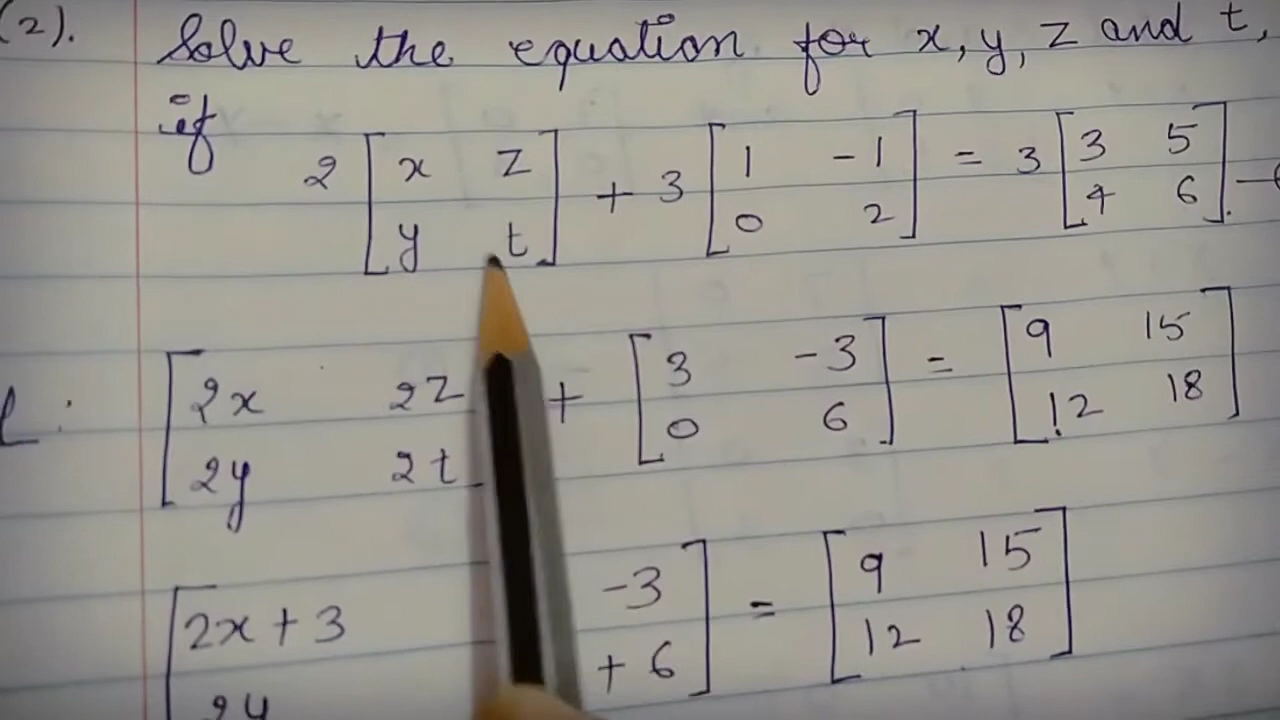 (2). Solve the equation for x, y, z and t,
if
2 [ x z ] + 3 [ 1 -1 ] = 3 [ 3 5 ]
[ y t ] [ 0 2 ] [ 4 6 ].
[ 2x 2z + [ 3 -3 ] = [ 9 15 ]
[ 2y 2t [ 0 6 ] [ 12 18 ]
[ 2x + 3 -3 ] = [ 9 15 ]
[ 2y + 6 ] [ 12 18 ]